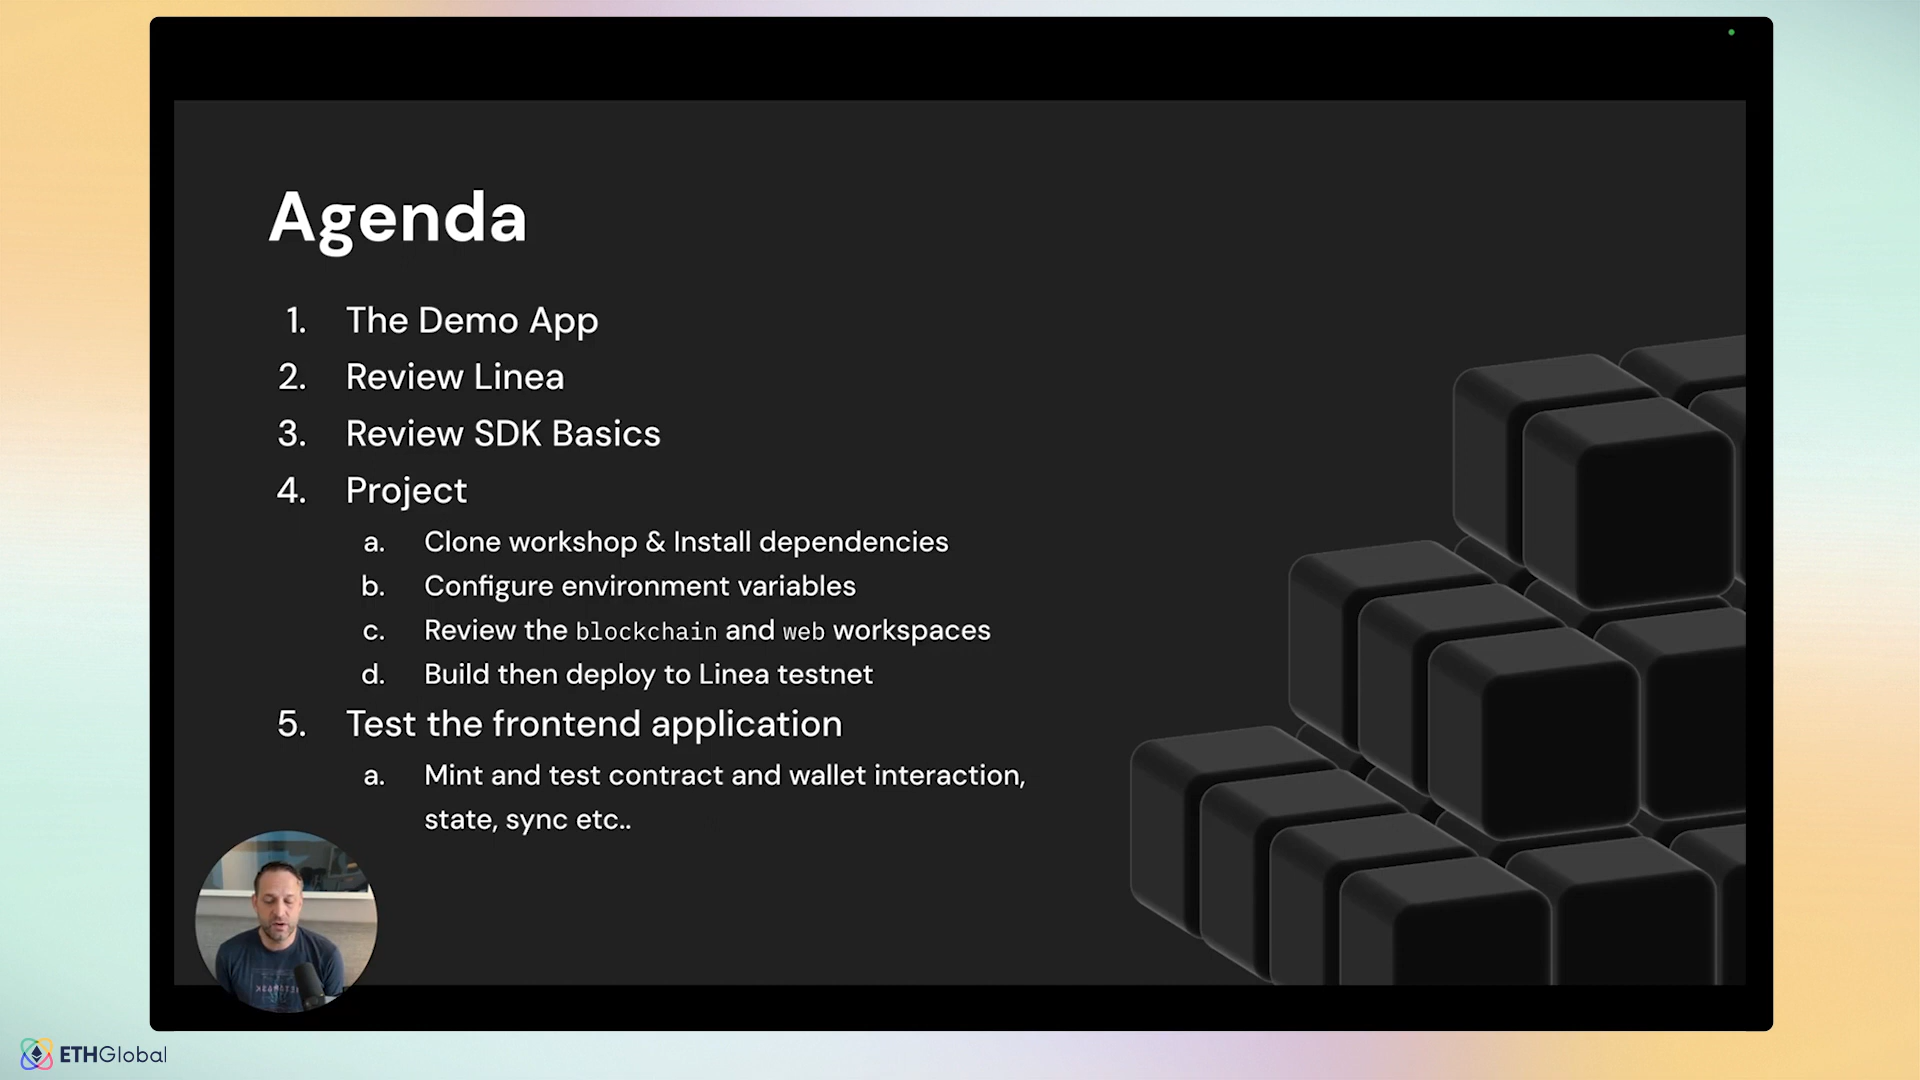 Agenda
1. The Demo App
2. Review Linea
3. Review SDK Basics
4. Project
a. Clone workshop & Install dependencies
b. Configure environment variables
c. Review the blockchain and web workspaces
d. Build then deploy to Linea testnet
5. Test the frontend application
a. Mint and test contract and wallet interaction,
state, sync etc..
ETHGlobal